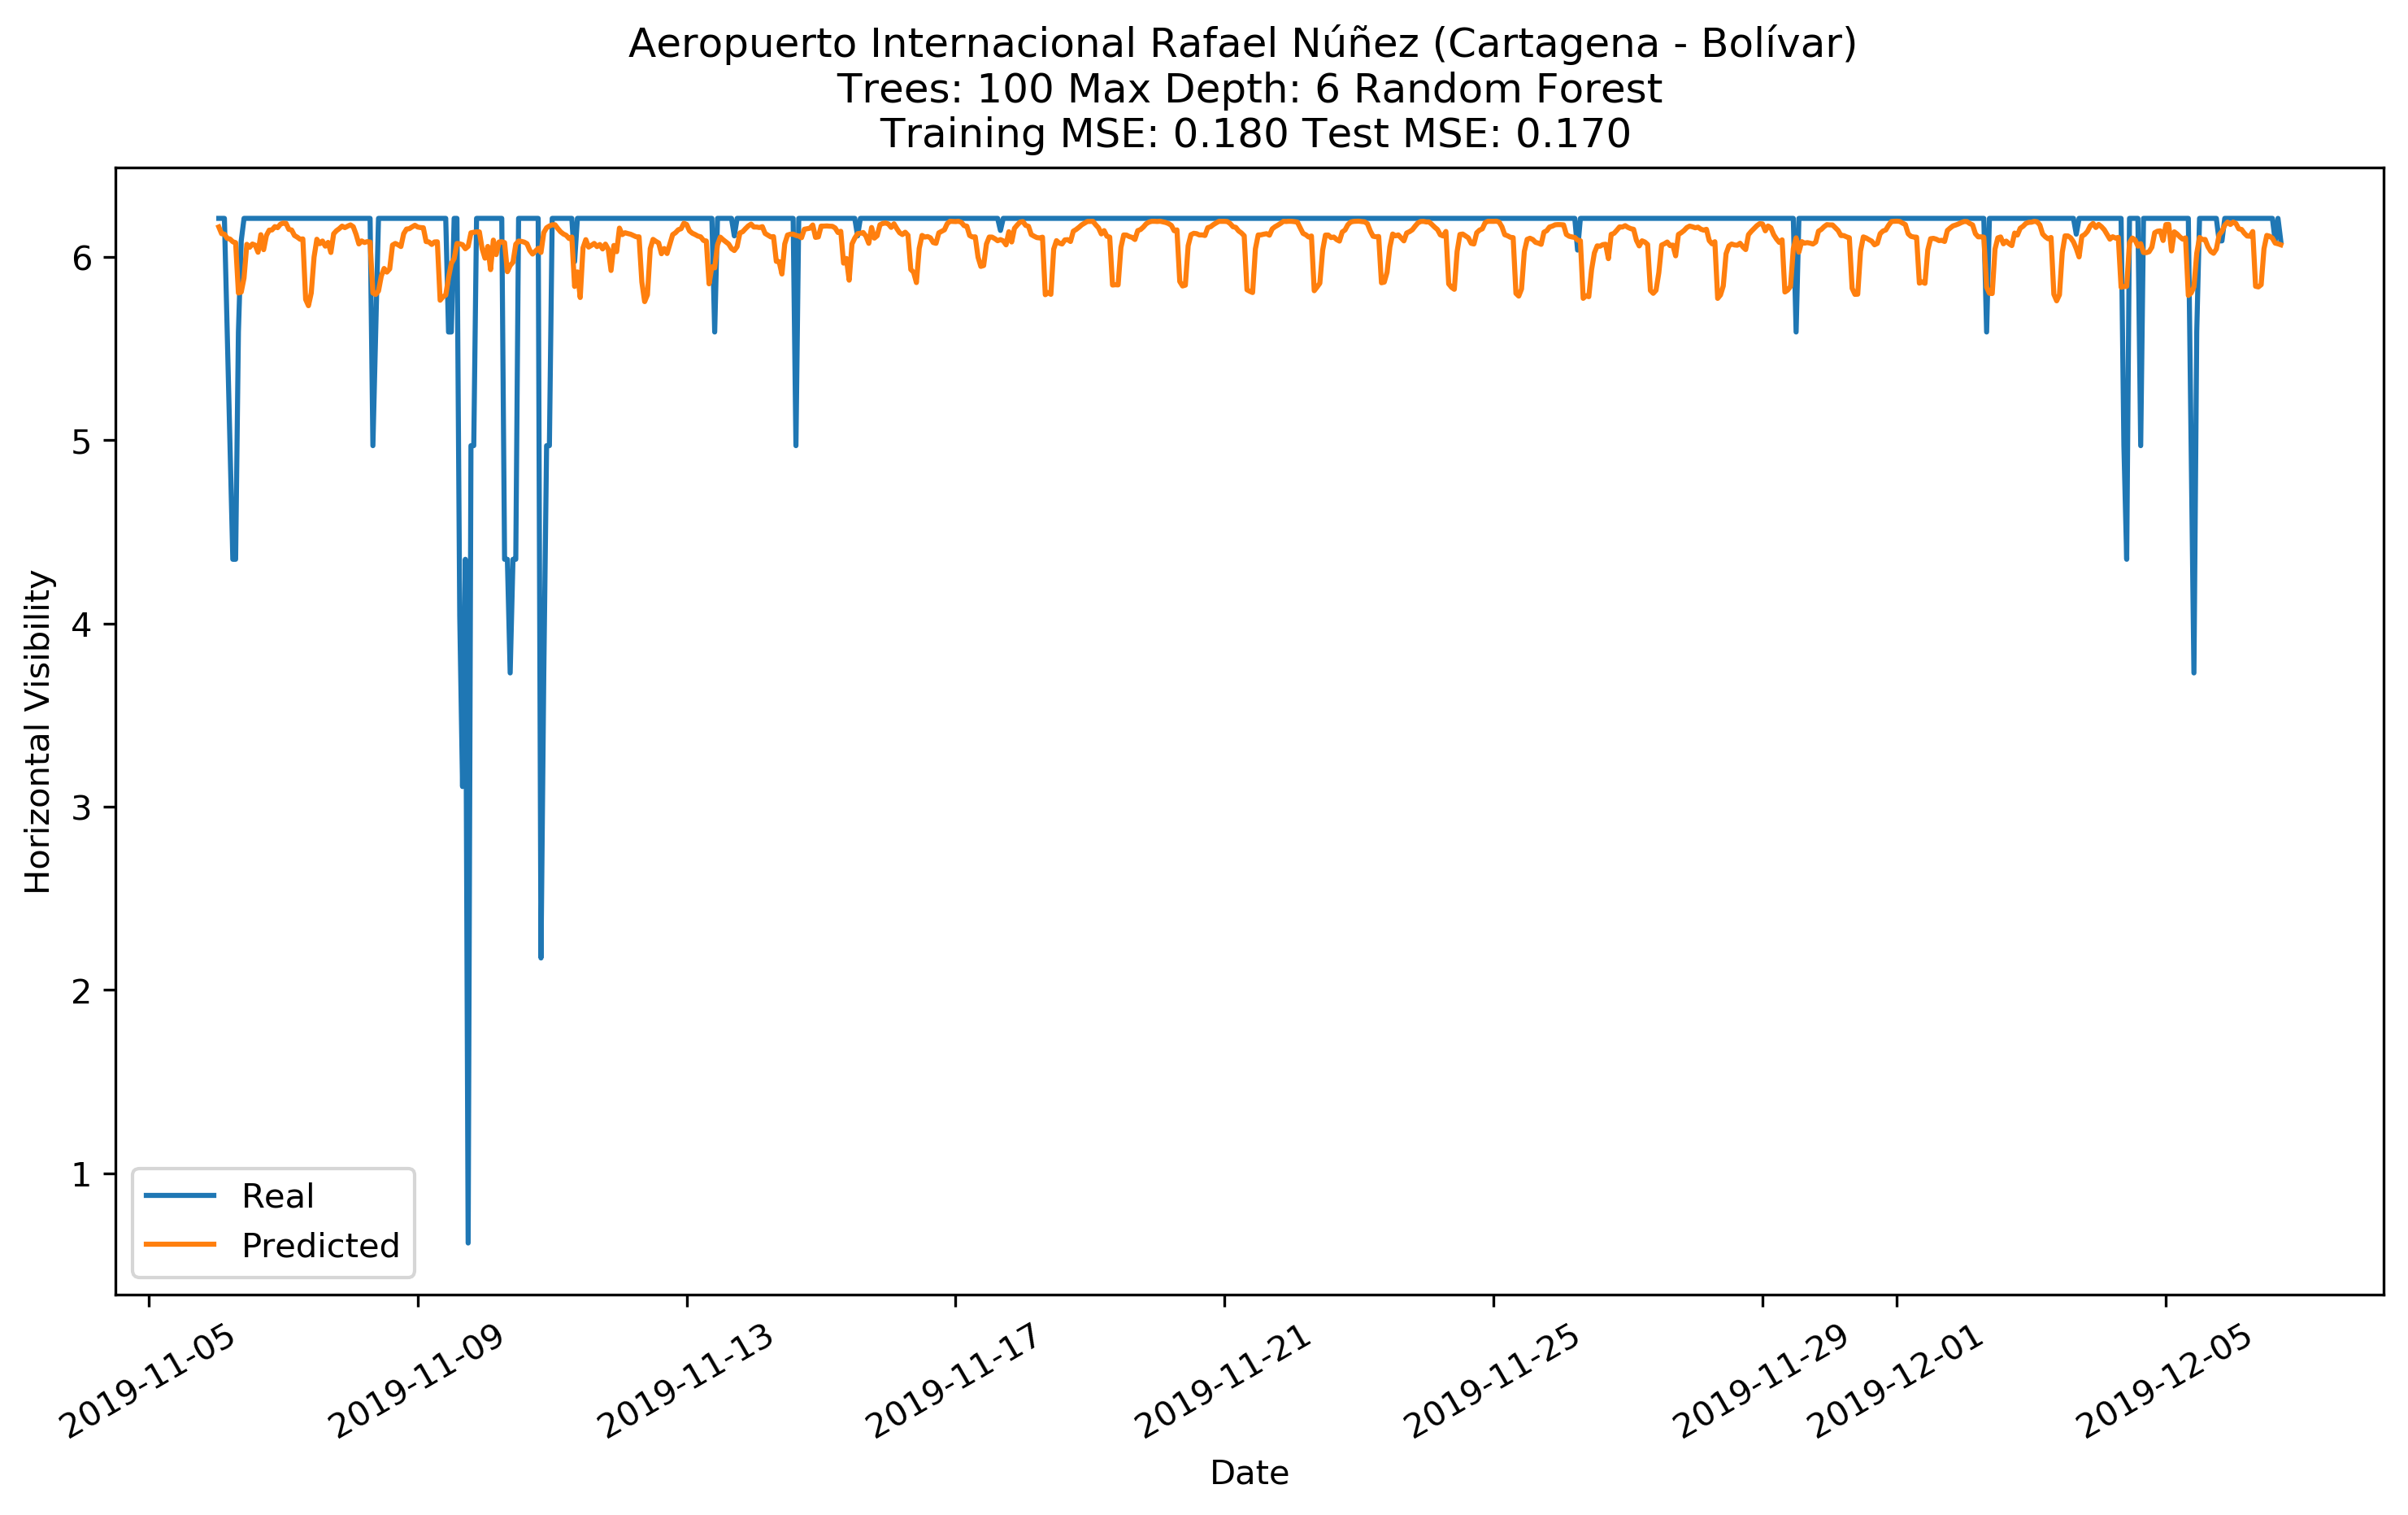 Aeropuerto Internacional Rafael Núñez (Cartagena - Bolívar)
Trees: 100 Max Depth: 6 Random Forest
Training MSE: 0.180 Test MSE: 0.170
Horizontal Visibility
6
5
4
3
2
1
Real
Predicted
2019-11-05
2019-11-09
2019-11-13
2019-11-17
2019-11-21
2019-11-25
2019-11-29
2019-12-01
2019-12-05
Date